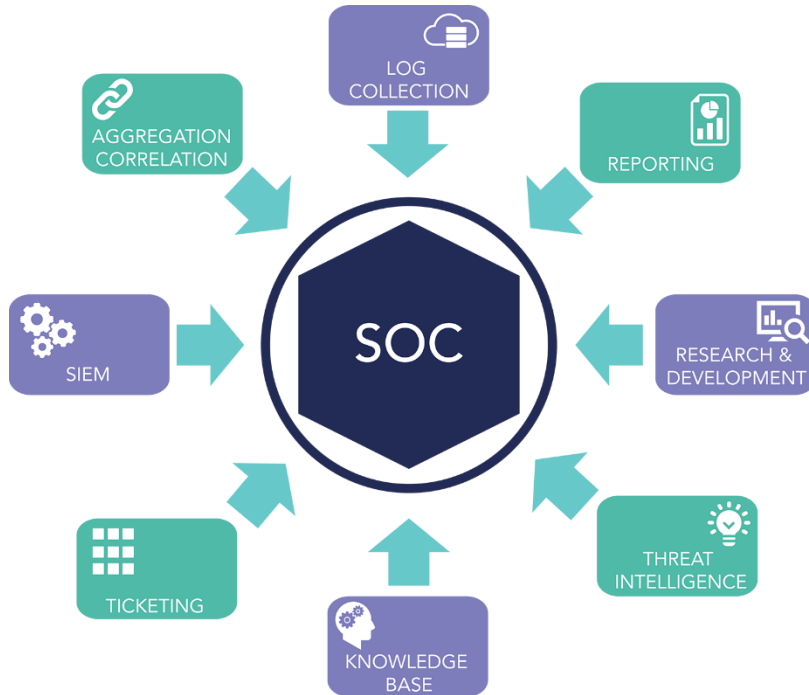 LOG
COLLECTION
AGGREGATION
CORRELATION
REPORTING
SOC
SIEM
RESEARCH &
DEVELOPMENT
TICKETING
THREAT
INTELLIGENCE
KNOWLEDGE
BASE